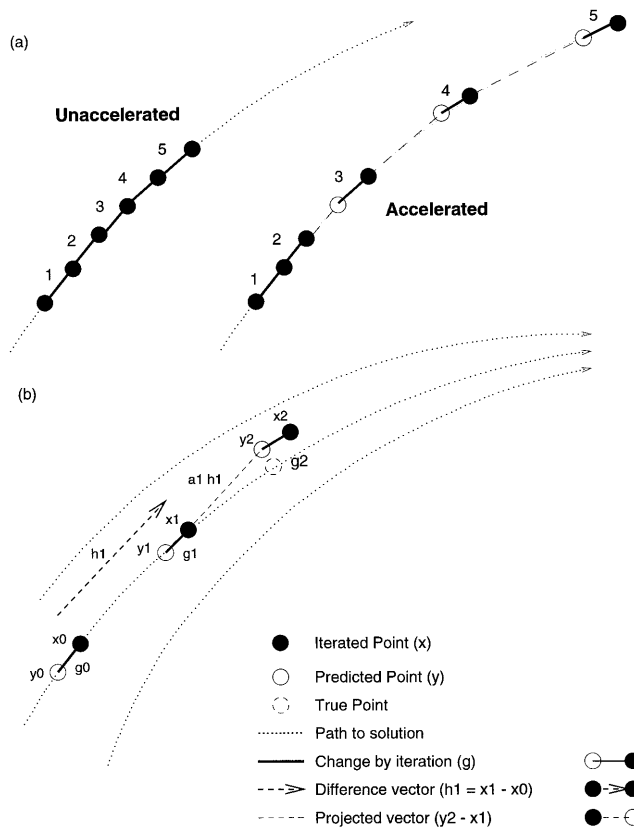 (a)
5
4
Unaccelerated
5
4
3
3
2
2
1
1
Accelerated
(b)
x2
y2
g2
a1 h1
x1
h1
y1
g1
x0
y0
g0
Iterated Point (x)
Predicted Point (y)
True Point
Path to solution
Change by iteration (g)
Difference vector (h1 = x1 - x0)
Projected vector (y2 - x1)